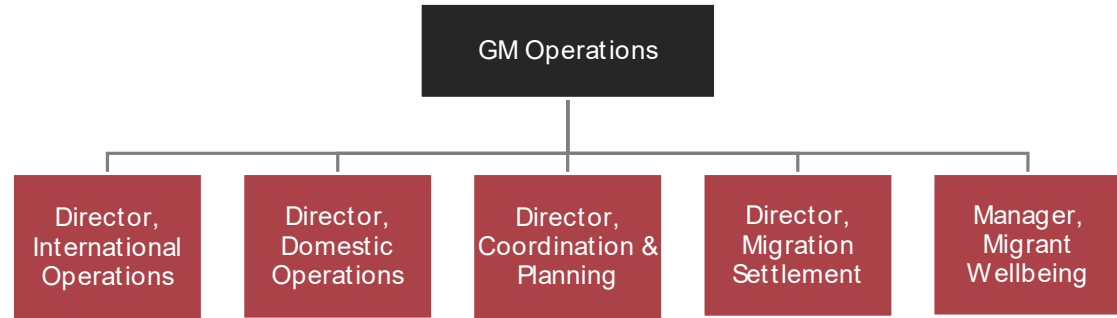 GM Operations
Director,
International
Operations
Director,
Domestic
Operations
Director,
Coordination &
Planning
Director,
Migration
Settlement
Manager,
Migrant
Wellbeing